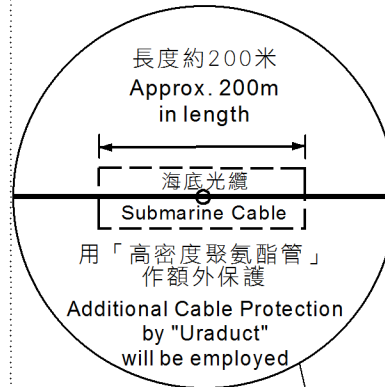 長度約200米
Approx. 200m
in length
海底光纜
Submarine Cable
用「高密度聚氨酯管」
作額外保護
Additional Cable Protection
by "Uraduct"
will be employed